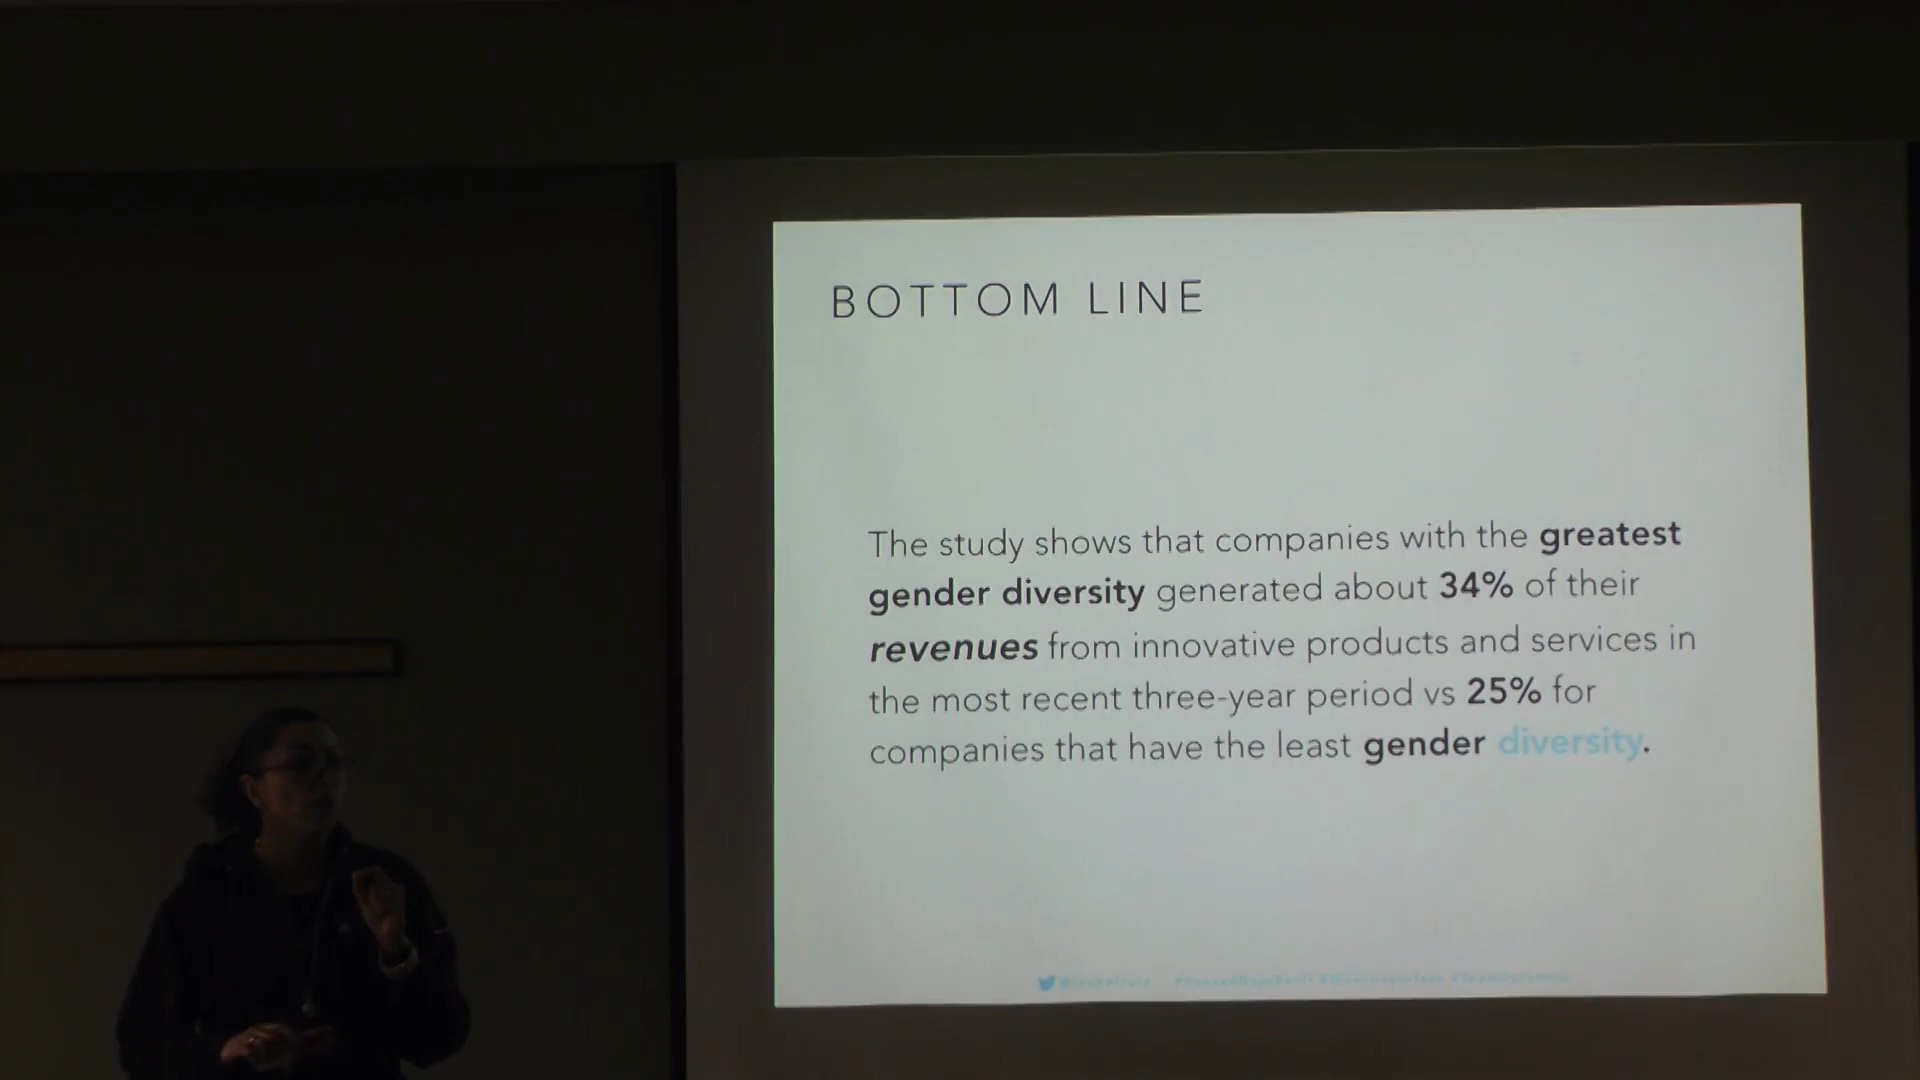 BOTTOM LINE
The study shows that companies with the greatest
gender diversity generated about 34% of their
revenues from innovative products and services in
the most recent three-year period vs 25% for
companies that have the least gender diversity.